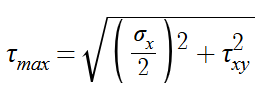 τ_max = √((σ_x / 2)² + τ_xy²)